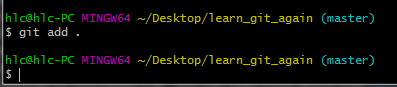 hlc@hlc-PC MINGW64 ~/Desktop/learn_git_again (master)
$ git add .
hlc@hlc-PC MINGW64 ~/Desktop/learn_git_again (master)
$